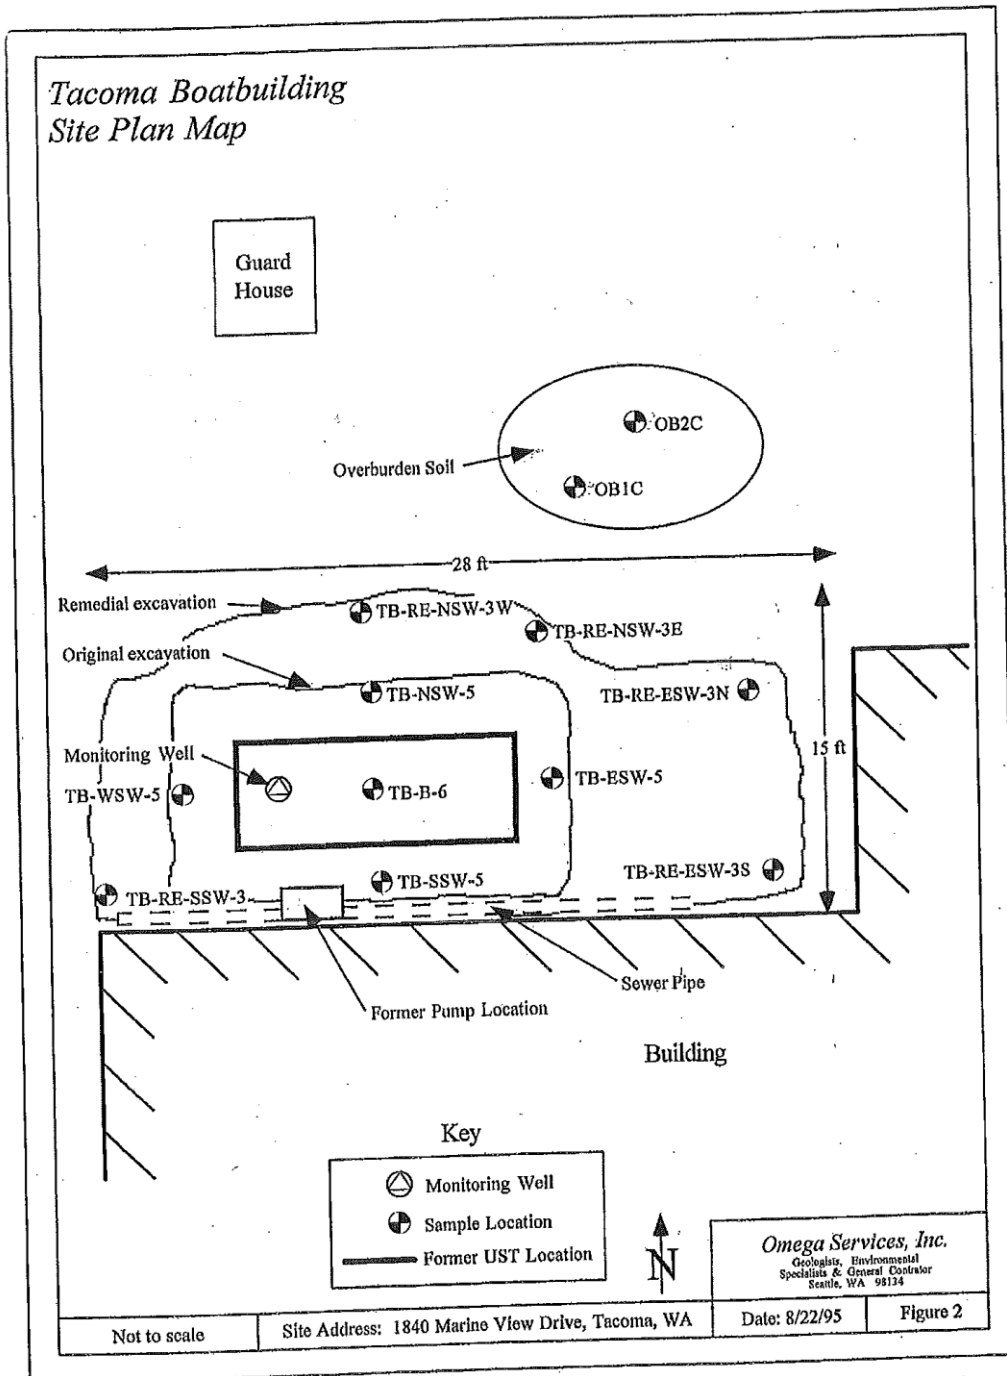 Tacoma Boatbuilding
Site Plan Map
Guard
House
OB2C
Overburden Soil
OB1C
28 ft
Remedial excavation
TB-RE-NSW-3W
TB-RE-NSW-3E
Original excavation
TB-NSW-5
TB-RE-ESW-3N
Monitoring Well
15 ft
TB-WSW-5
TB-B-6
TB-ESW-5
TB-RE-SSW-3
TB-SSW-5
TB-RE-ESW-3S
Sewer Pipe
Former Pump Location
Building
Key
Monitoring Well
Sample Location
Former UST Location
N
Omega Services, Inc.
Geologists, Environmental
Specialists & General Contrator
Seattle, WA 98134
Not to scale
Site Address: 1840 Marine View Drive, Tacoma, WA
Date: 8/22/95
Figure 2